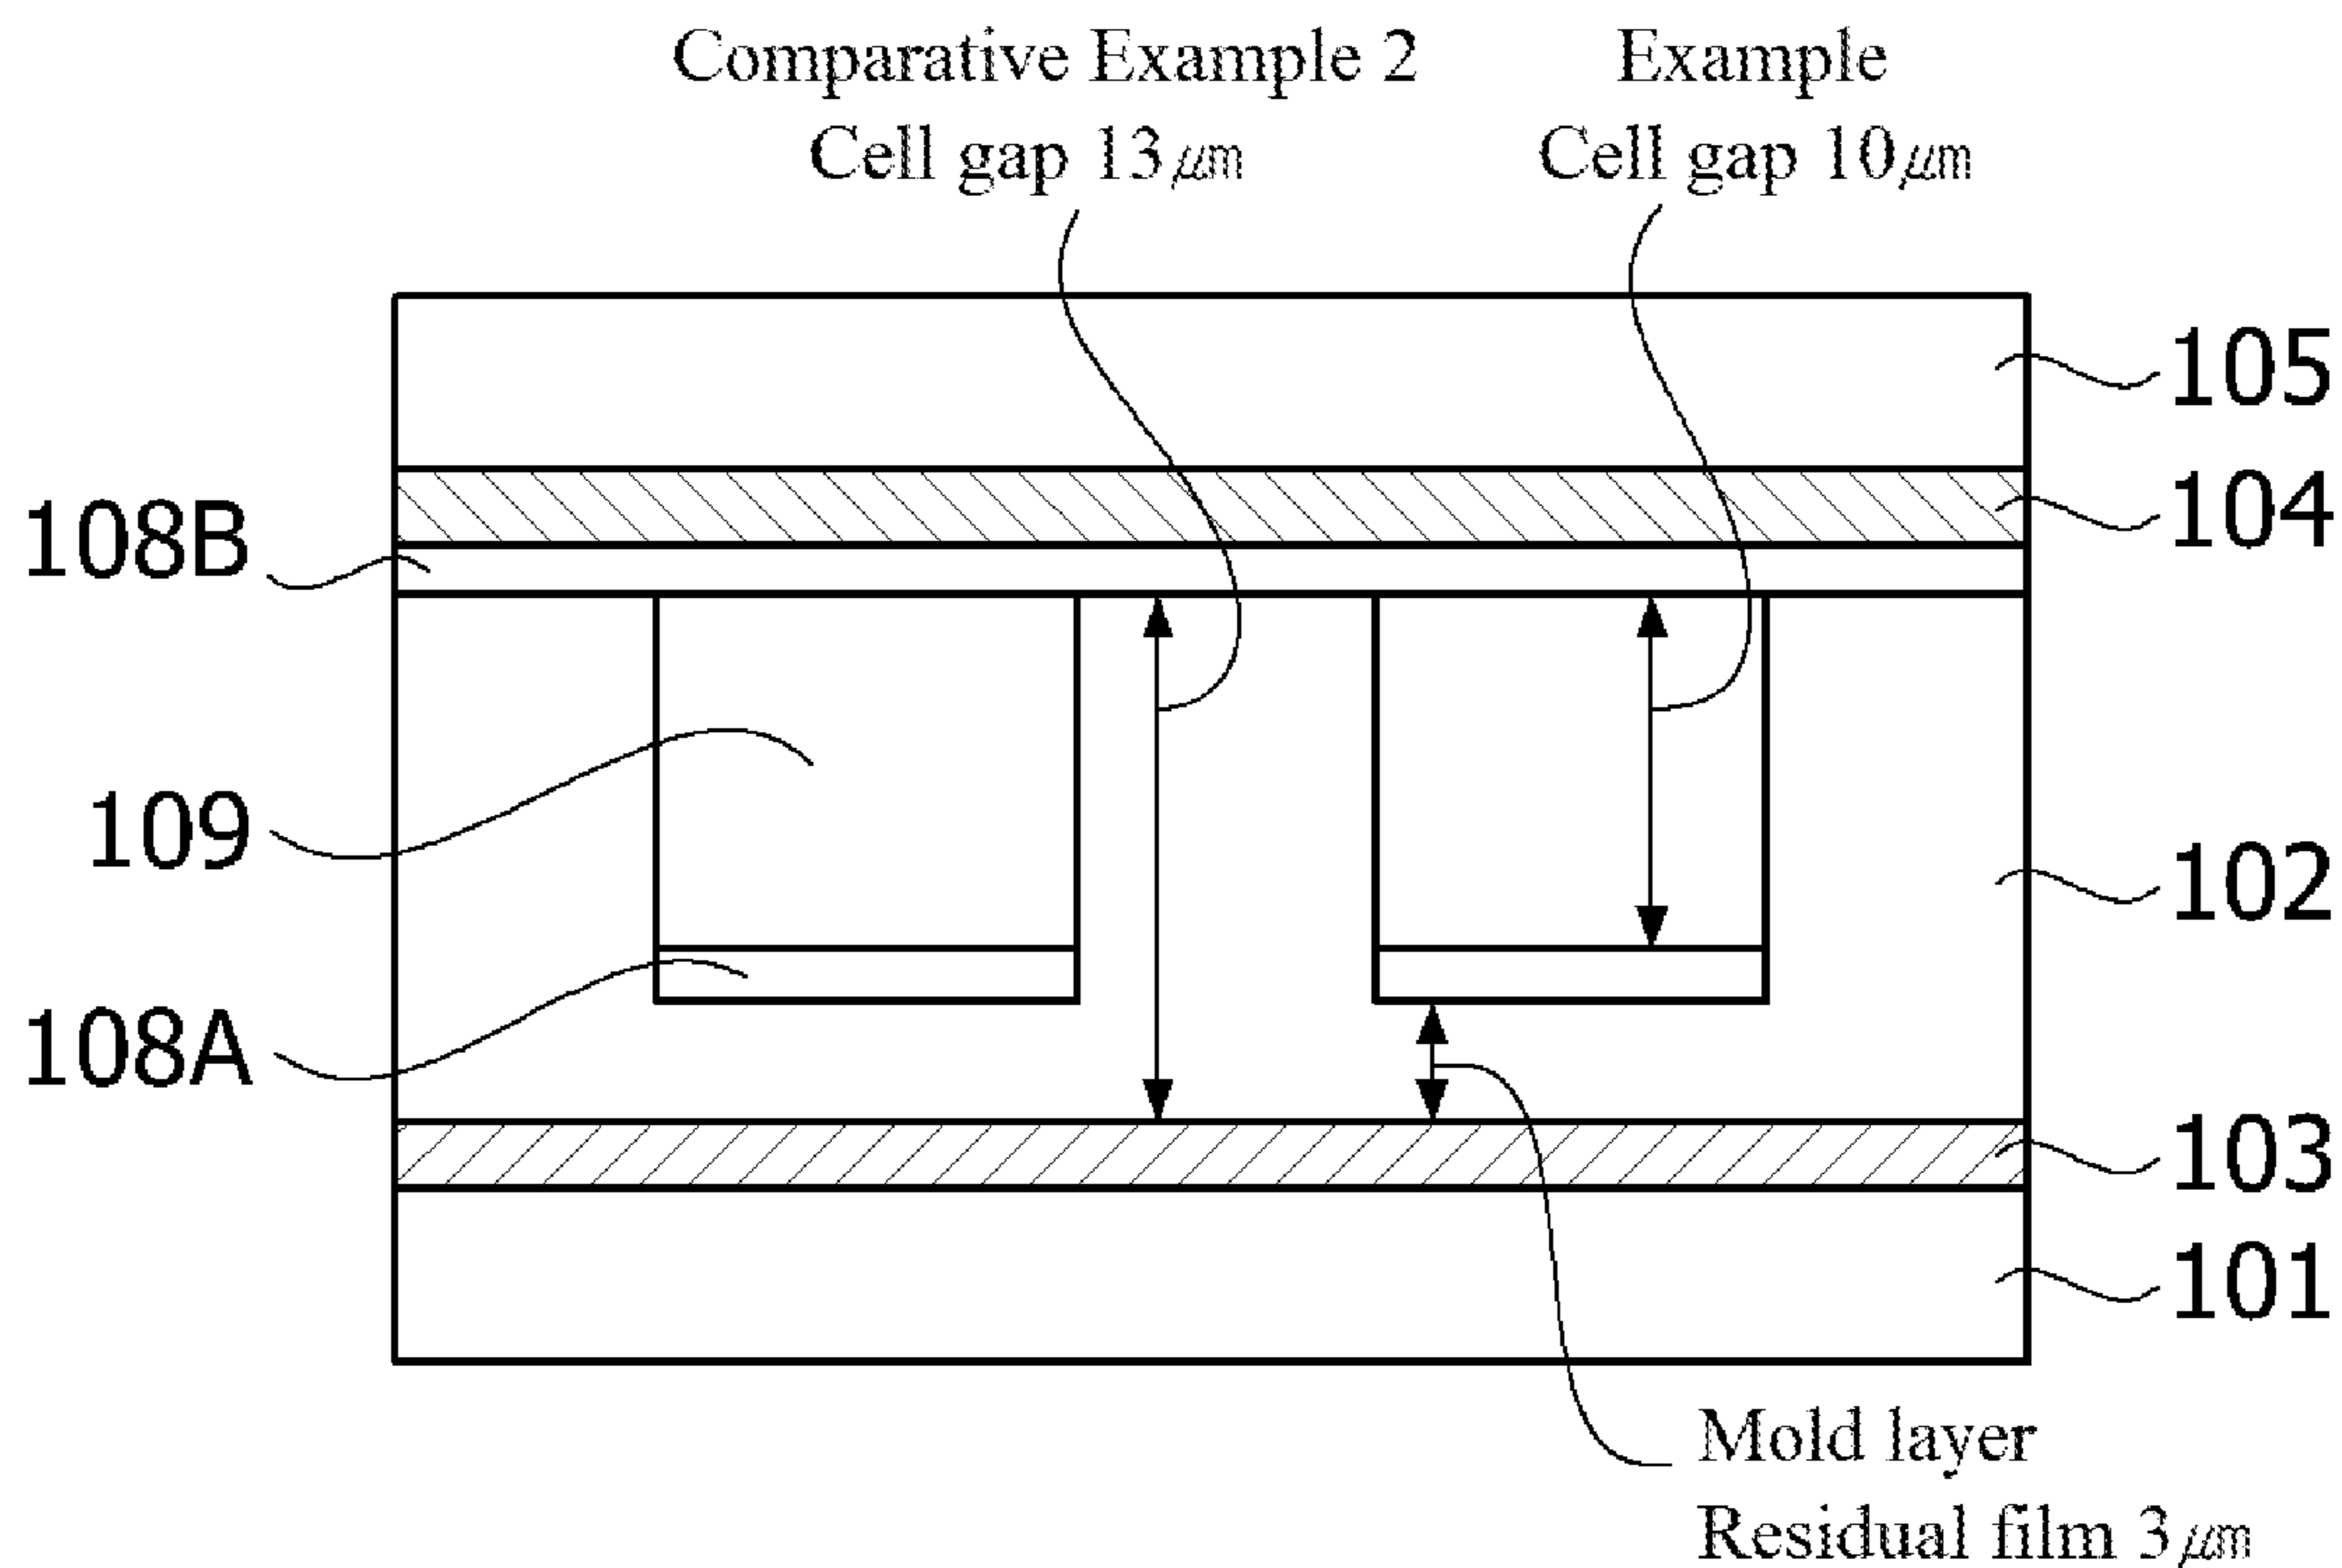 Comparative Example 2
Cell gap 13㎛
Example
Cell gap 10㎛
105
104
108B
109
102
108A
103
101
Mold layer
Residual film 3㎛